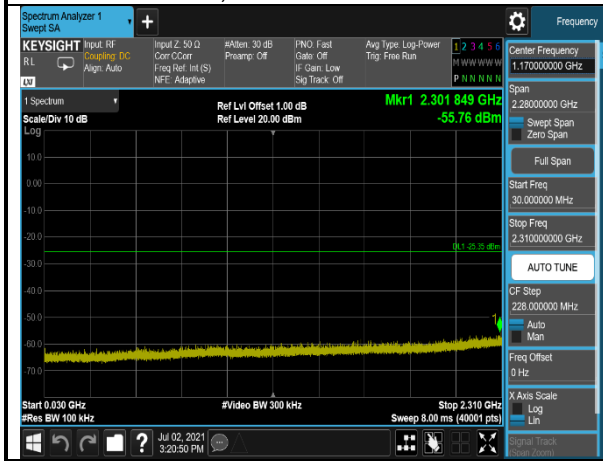 Spectrum Analyzer 1
Swept SA
+
Frequency
KEYSIGHT
RL
LXI
Input: RF
Coupling: DC
Align: Auto
Input Z: 50 Ω
Corr CCorr
Freq Ref: Int (S)
NFE: Adaptive
#Atten: 30 dB
Preamp: Off
PNO: Fast
Gate: Off
IF Gain: Low
Sig Track: Off
Avg Type: Log-Power
Trig: Free Run
1 2 3 4 5 6
M WW WW W
P N N N N N
1 Spectrum
Scale/Div 10 dB
Log
Ref Lvl Offset 1.00 dB
Ref Level 20.00 dBm
Mkr1 2.301 849 GHz
-55.76 dBm
10.0
0.00
-10.0
-20.0
DL1 -25.35 dBm
-30.0
-40.0
-50.0
1
-60.0
-70.0
Start 0.030 GHz
#Res BW 100 kHz
#Video BW 300 kHz
Stop 2.310 GHz
Sweep 8.00 ms (40001 pts)
Center Frequency
1.170000000 GHz
Span
2.28000000 GHz
Swept Span
Zero Span
Full Span
Start Freq
30.000000 MHz
Stop Freq
2.310000000 GHz
AUTO TUNE
CF Step
228.000000 MHz
Auto
Man
Freq Offset
0 Hz
X Axis Scale
Log
Lin
Signal Track
(Span Zoom)
?
Jul 02, 2021
3:20:50 PM